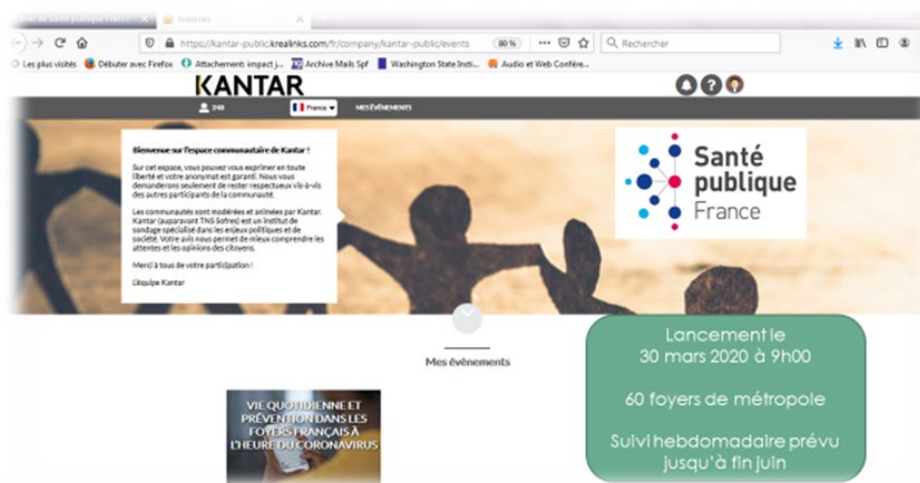 Krealinks
https://kantar-public.krealinks.com/fr/company/kantar-public/events
80 %
Rechercher
Les plus visités
Débuter avec Firefox
Attachement: impact j...
Archive Mails Spf
Washington State Insti...
Audio et Web Confére...
KANTAR
248
France
MES ÉVÉNEMENTS
Bienvenue sur l'espace communautaire de Kantar !
Sur cet espace, vous pouvez vous exprimer en toute
liberté et votre anonymat est garanti. Nous vous
demanderons seulement de rester respectueux vis-à-vis
des autres participants de la communauté.
Les communautés sont modérées et animées par Kantar.
Kantar (auparavant TNS Sofres) est un institut de
sondage spécialisé dans les enjeux politiques et de
société. Votre avis nous permet de mieux comprendre les
attentes et les opinions des citoyens.
Merci à tous de votre participation !
L'équipe Kantar
Santé
publique
France
Mes évènements
VIE QUOTIDIENNE ET
PRÉVENTION DANS LES
FOYERS FRANÇAIS À
L'HEURE DU CORONAVIRUS
Lancement le
30 mars 2020 à 9h00
60 foyers de métropole
Suivi hebdomadaire prévu
jusqu'à fin juin